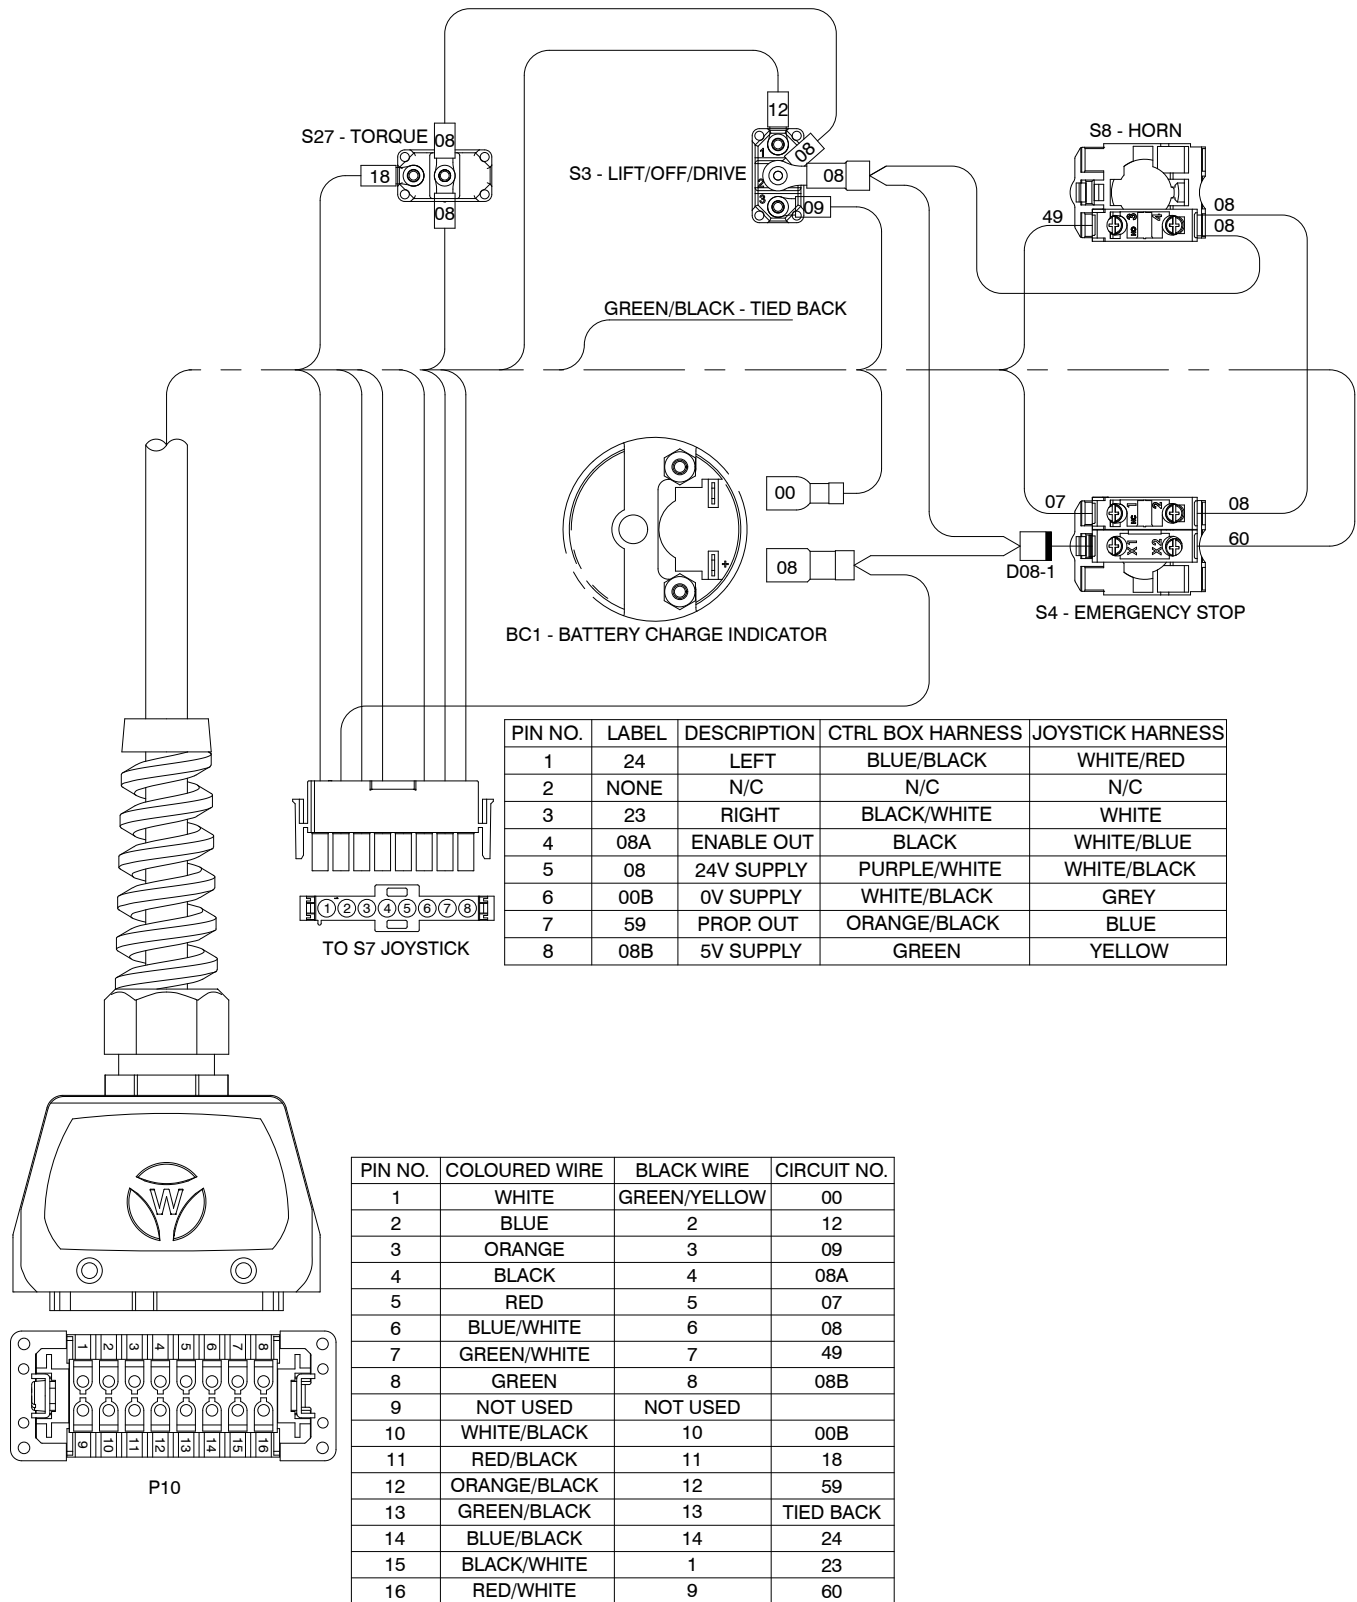 08
12
S27 - TORQUE
08
S8 - HORN
18
S3 - LIFT/OFF/DRIVE
1
08
2
08
3
09
08
49
NO 3
4
08
08
GREEN/BLACK - TIED BACK
00
07
NC 1
2
08
X1
X2
60
08
+
D08-1
BC1 - BATTERY CHARGE INDICATOR
S4 - EMERGENCY STOP
PIN NO. LABEL DESCRIPTION CTRL BOX HARNESS JOYSTICK HARNESS
1 24 LEFT BLUE/BLACK WHITE/RED
2 NONE N/C N/C N/C
3 23 RIGHT BLACK/WHITE WHITE
4 08A ENABLE OUT BLACK WHITE/BLUE
5 08 24V SUPPLY PURPLE/WHITE WHITE/BLACK
6 00B 0V SUPPLY WHITE/BLACK GREY
7 59 PROP. OUT ORANGE/BLACK BLUE
8 08B 5V SUPPLY GREEN YELLOW
1 2 3 4 5 6 7 8
TO S7 JOYSTICK
W
PIN NO. COLOURED WIRE BLACK WIRE CIRCUIT NO.
1 WHITE GREEN/YELLOW 00
2 BLUE 2 12
3 ORANGE 3 09
4 BLACK 4 08A
5 RED 5 07
6 BLUE/WHITE 6 08
7 GREEN/WHITE 7 49
8 GREEN 8 08B
9 NOT USED NOT USED
10 WHITE/BLACK 10 00B
11 RED/BLACK 11 18
12 ORANGE/BLACK 12 59
13 GREEN/BLACK 13 TIED BACK
14 BLUE/BLACK 14 24
15 BLACK/WHITE 1 23
16 RED/WHITE 9 60
1 2 3 4 5 6 7 8
9 10 11 12 13 14 15 16
P10